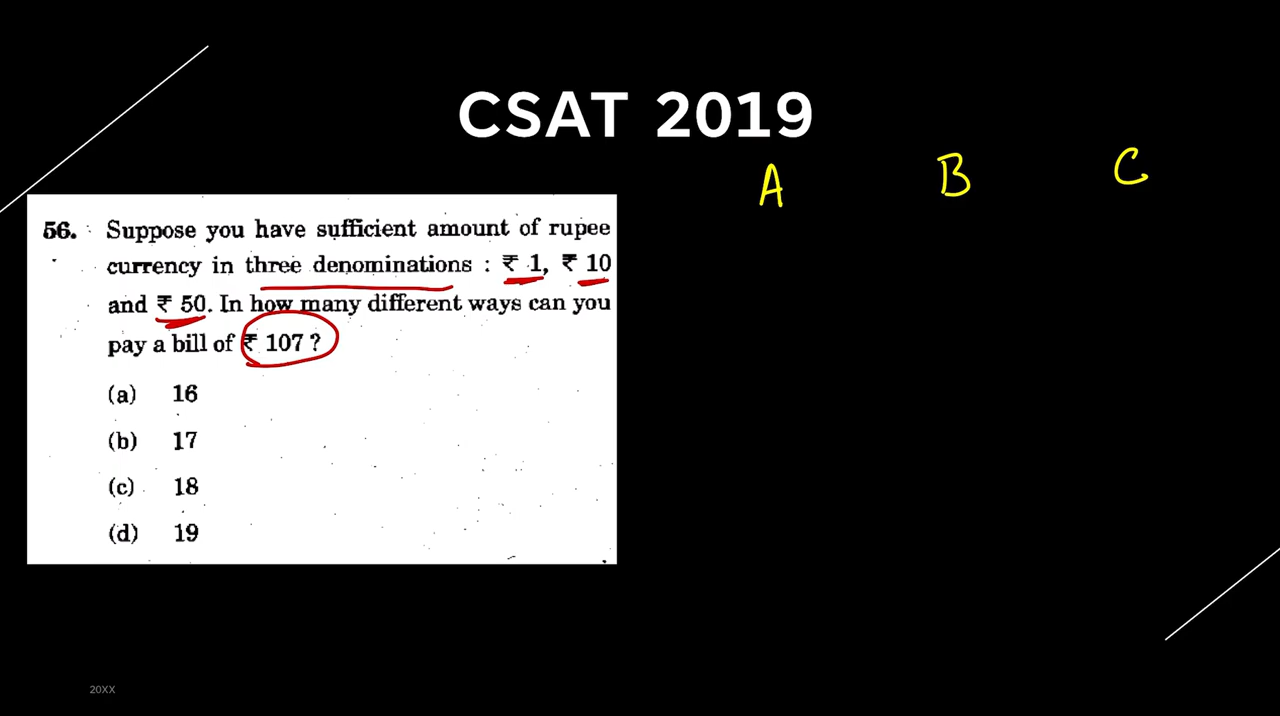 CSAT 2019
A B C
56. Suppose you have sufficient amount of rupee
currency in three denominations : ₹ 1, ₹ 10
and ₹ 50. In how many different ways can you
pay a bill of ₹ 107 ?
(a) 16
(b) 17
(c) 18
(d) 19
20XX